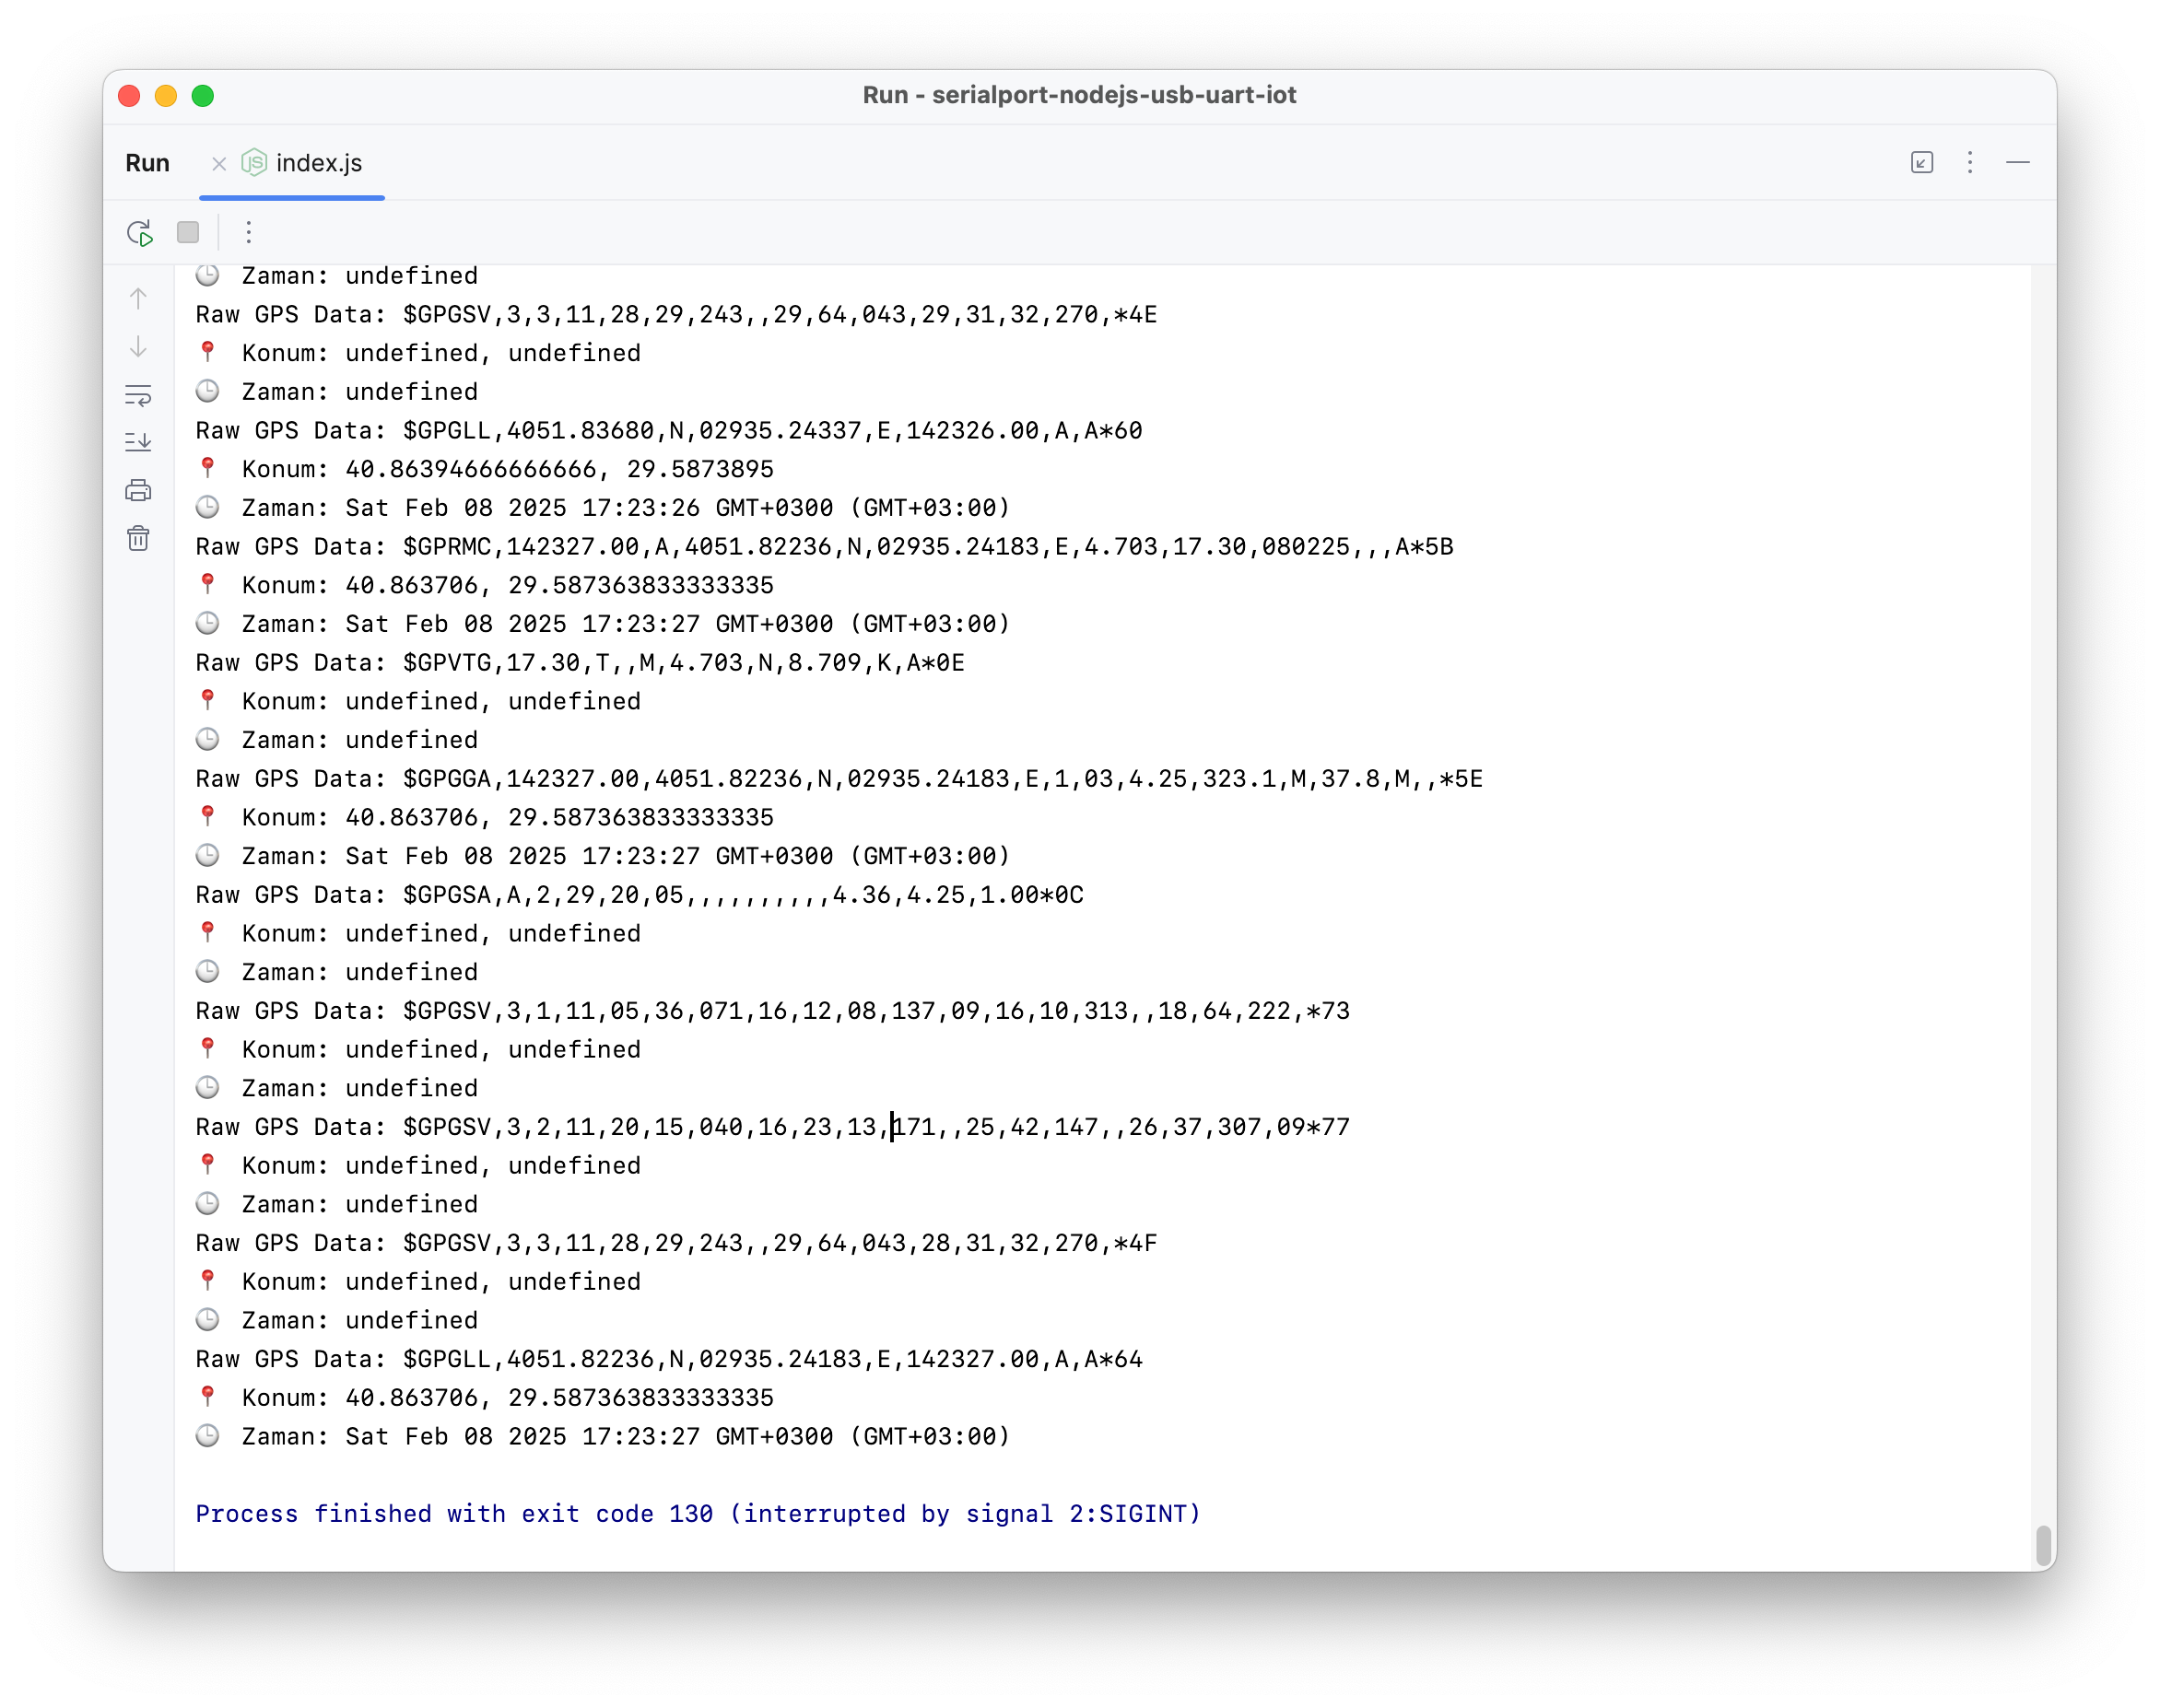 Run - serialport-nodejs-usb-uart-iot
Run index.js
Zaman: undefined
Raw GPS Data: $GPGSV,3,3,11,28,29,243,,29,64,043,29,31,32,270,*4E
Konum: undefined, undefined
Zaman: undefined
Raw GPS Data: $GPGLL,4051.83680,N,02935.24337,E,142326.00,A,A*60
Konum: 40.86394666666666, 29.5873895
Zaman: Sat Feb 08 2025 17:23:26 GMT+0300 (GMT+03:00)
Raw GPS Data: $GPRMC,142327.00,A,4051.82236,N,02935.24183,E,4.703,17.30,080225,,,A*5B
Konum: 40.863706, 29.587363833333335
Zaman: Sat Feb 08 2025 17:23:27 GMT+0300 (GMT+03:00)
Raw GPS Data: $GPVTG,17.30,T,,M,4.703,N,8.709,K,A*0E
Konum: undefined, undefined
Zaman: undefined
Raw GPS Data: $GPGGA,142327.00,4051.82236,N,02935.24183,E,1,03,4.25,323.1,M,37.8,M,,*5E
Konum: 40.863706, 29.587363833333335
Zaman: Sat Feb 08 2025 17:23:27 GMT+0300 (GMT+03:00)
Raw GPS Data: $GPGSA,A,2,29,20,05,,,,,,,,,,4.36,4.25,1.00*0C
Konum: undefined, undefined
Zaman: undefined
Raw GPS Data: $GPGSV,3,1,11,05,36,071,16,12,08,137,09,16,10,313,,18,64,222,*73
Konum: undefined, undefined
Zaman: undefined
Raw GPS Data: $GPGSV,3,2,11,20,15,040,16,23,13,171,,25,42,147,,26,37,307,09*77
Konum: undefined, undefined
Zaman: undefined
Raw GPS Data: $GPGSV,3,3,11,28,29,243,,29,64,043,28,31,32,270,*4F
Konum: undefined, undefined
Zaman: undefined
Raw GPS Data: $GPGLL,4051.82236,N,02935.24183,E,142327.00,A,A*64
Konum: 40.863706, 29.587363833333335
Zaman: Sat Feb 08 2025 17:23:27 GMT+0300 (GMT+03:00)
Process finished with exit code 130 (interrupted by signal 2:SIGINT)